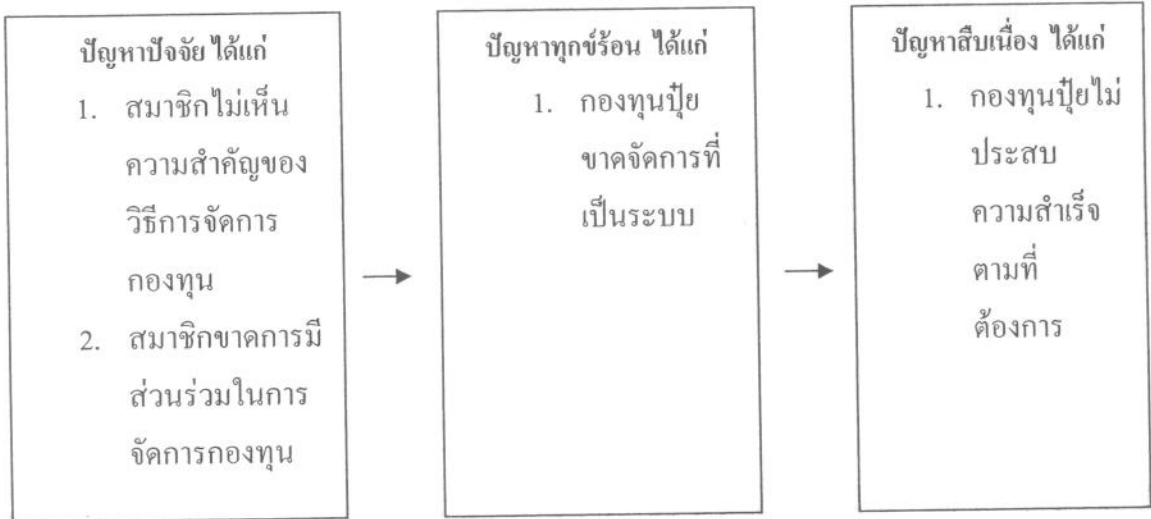 ปัญหาปัจจัย ได้แก่
1. สมาชิกไม่เห็น
ความสำคัญของ
วิธีการจัดการ
กองทุน
2. สมาชิกขาดการมี
ส่วนร่วมในการ
จัดการกองทุน
ปัญหาทุกข์ร้อน ได้แก่
1. กองทุนปุ๋ย
ขาดจัดการที่
เป็นระบบ
ปัญหาสืบเนื่อง ได้แก่
1. กองทุนปุ๋ยไม่
ประสบ
ความสำเร็จ
ตามที่
ต้องการ